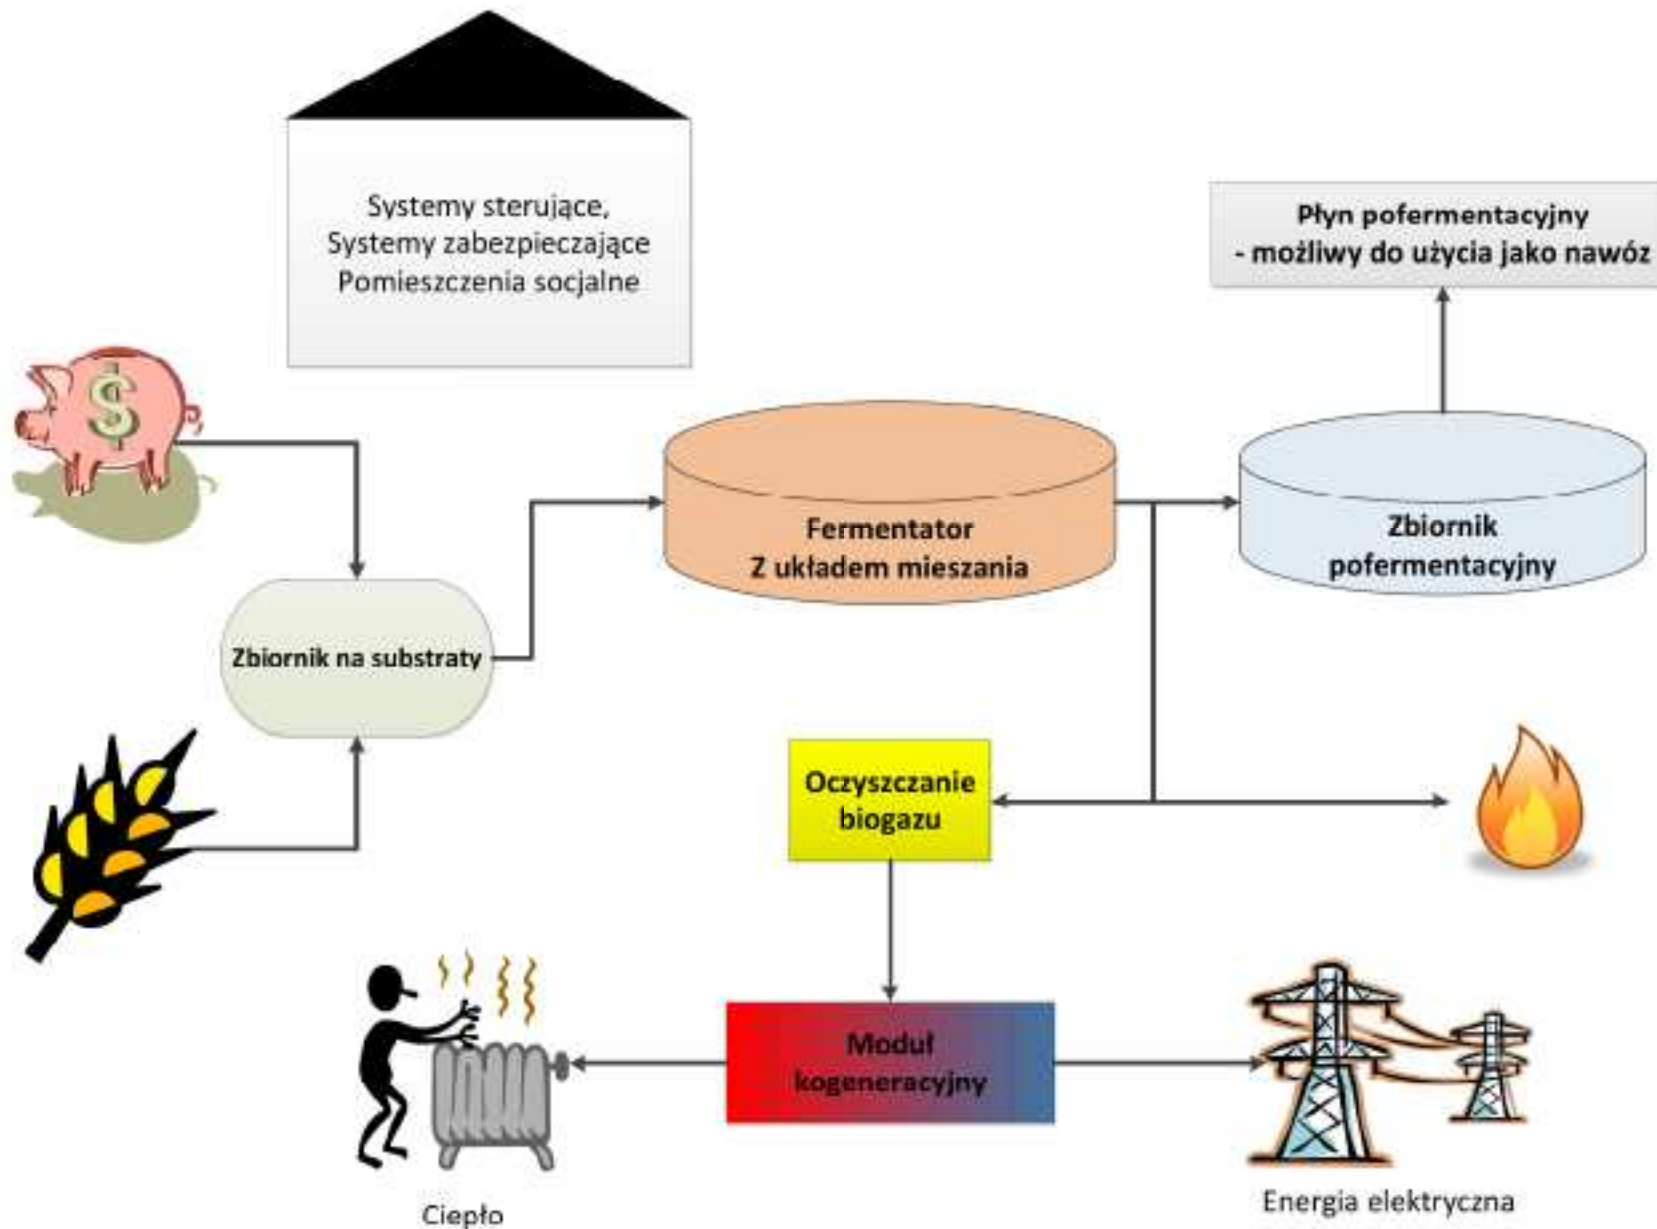 Systemy sterujące,
Systemy zabezpieczające
Pomieszczenia socjalne
Płyn pofermentacyjny
- możliwy do użycia jako nawóz
$
Fermentator
Z układem mieszania
Zbiornik
pofermentacyjny
Zbiornik na substraty
Oczyszczanie
biogazu
Moduł
kogeneracyjny
Ciepło
Energia elektryczna